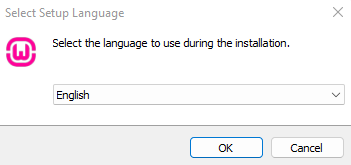 Select Setup Language
Select the language to use during the installation.
English
OK
Cancel